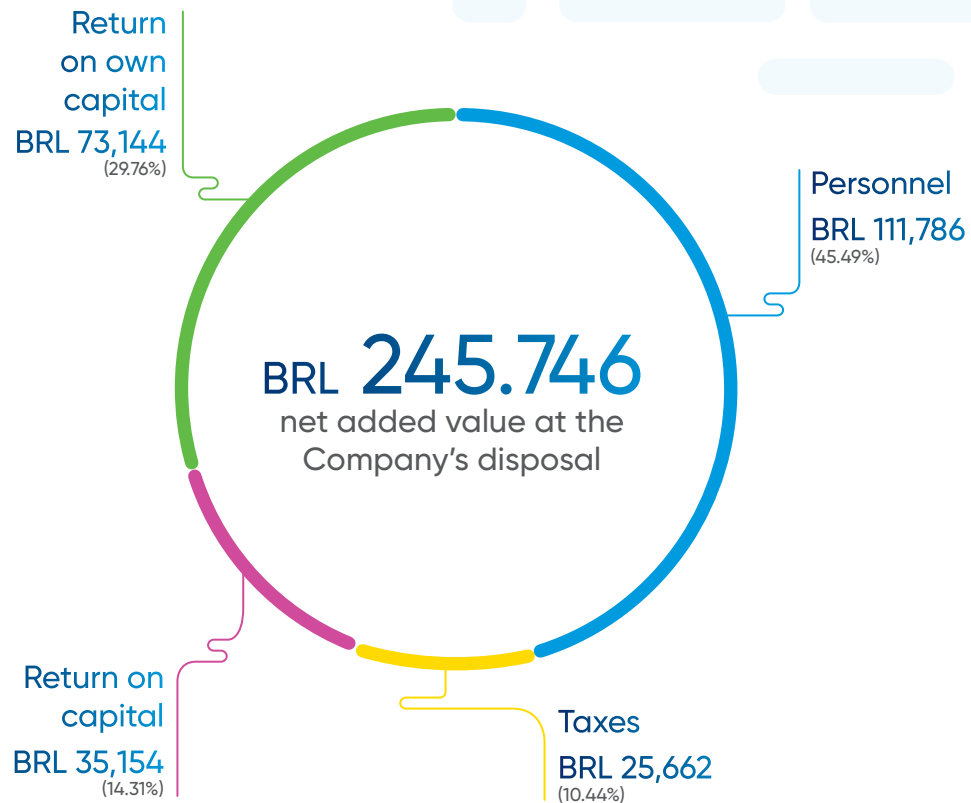 Return
on own
capital
BRL 73,144
(29.76%)
Personnel
BRL 111,786
(45.49%)
BRL 245.746
net added value at the
Company's disposal
Return on
capital
BRL 35,154
(14.31%)
Taxes
BRL 25,662
(10.44%)